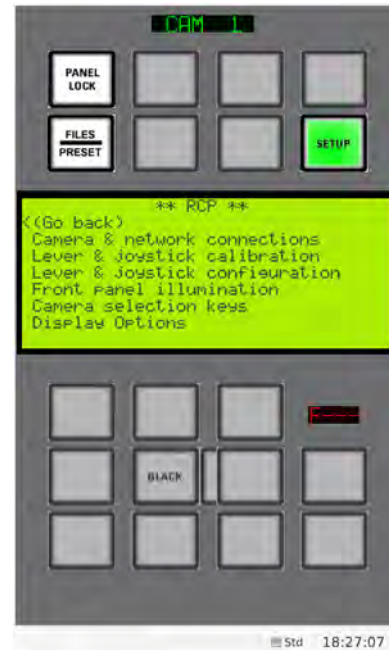 CAM 1
PANEL
LOCK
FILES
PRESET
SETUP
** RCP **
<(Go back)
Camera & network connections
Lever & joystick calibration
Lever & joystick configuration
Front panel illumination
Camera selection keys
Display Options
BLACK
Std 18:27:07